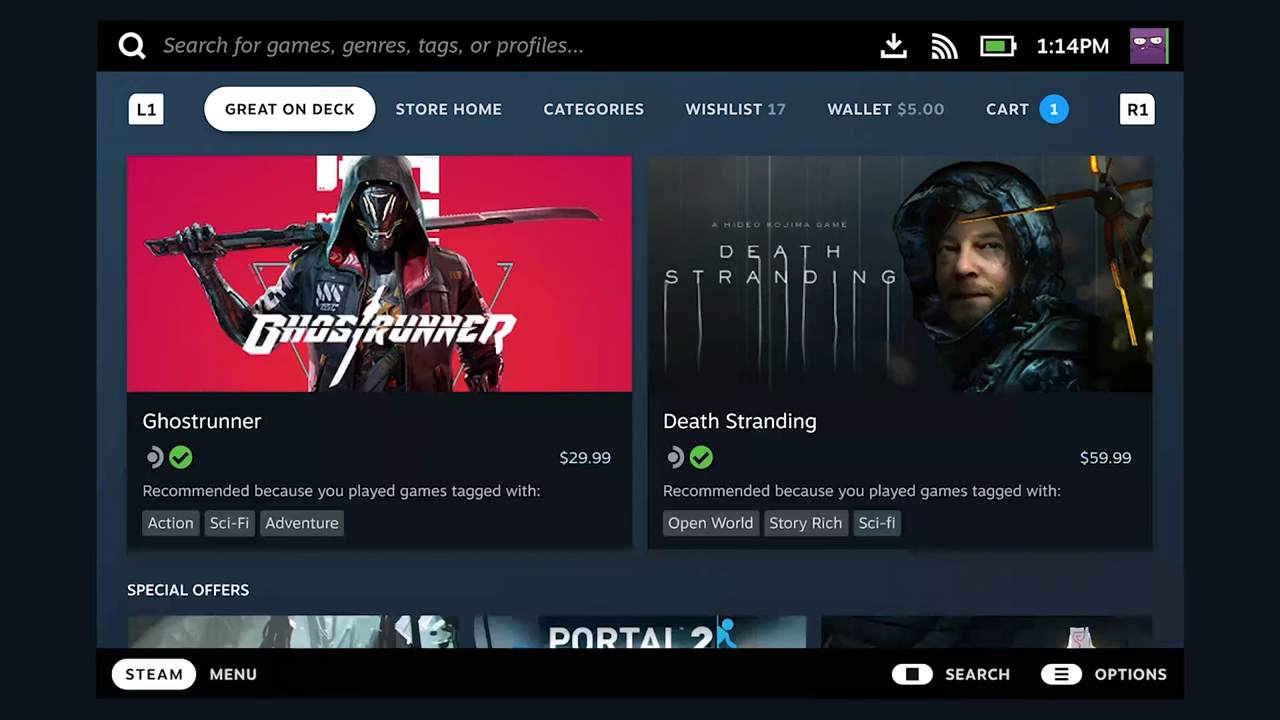 Search for games, genres, tags, or profiles...
1:14PM
L1
GREAT ON DECK
STORE HOME
CATEGORIES
WISHLIST 17
WALLET $5.00
CART 1
R1
GHOSTRUNNER
A HIDEO KOJIMA GAME
DEATH
STRANDING
Ghostrunner
$29.99
Recommended because you played games tagged with:
Action
Sci-Fi
Adventure
Death Stranding
$59.99
Recommended because you played games tagged with:
Open World
Story Rich
Sci-fi
SPECIAL OFFERS
PORTAL 2
STEAM
MENU
SEARCH
OPTIONS